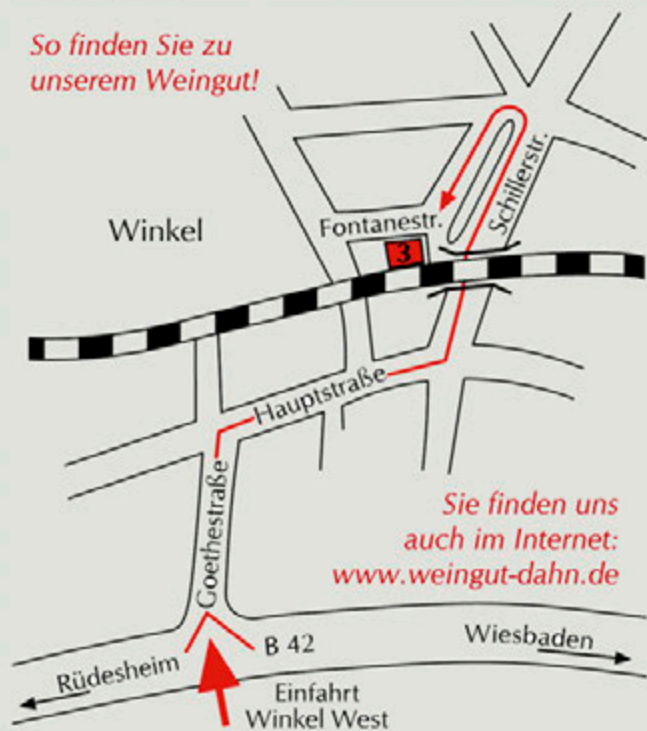 So finden Sie zu
unserem Weingut!
Schillerstr.
Winkel
Fontanestr.
3
Hauptstraße
Goethestraße
Sie finden uns
auch im Internet:
www.weingut-dahn.de
B 42
Wiesbaden
Rüdesheim
Einfahrt
Winkel West